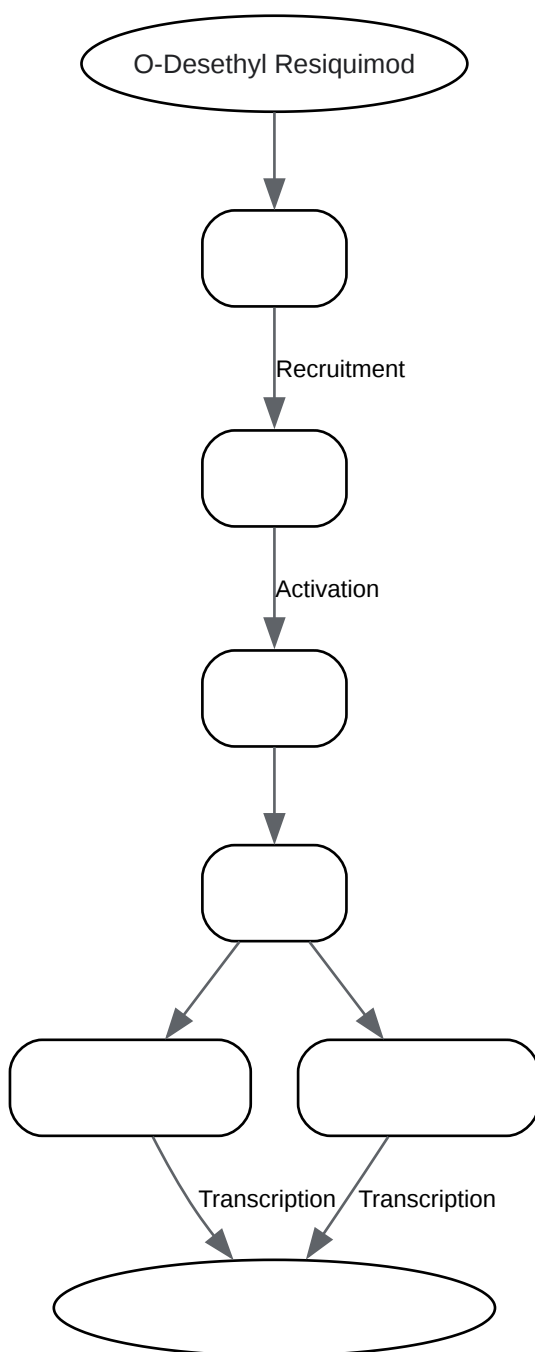 O-Desethyl Resiquimod
Recruitment
Activation
Transcription
Transcription